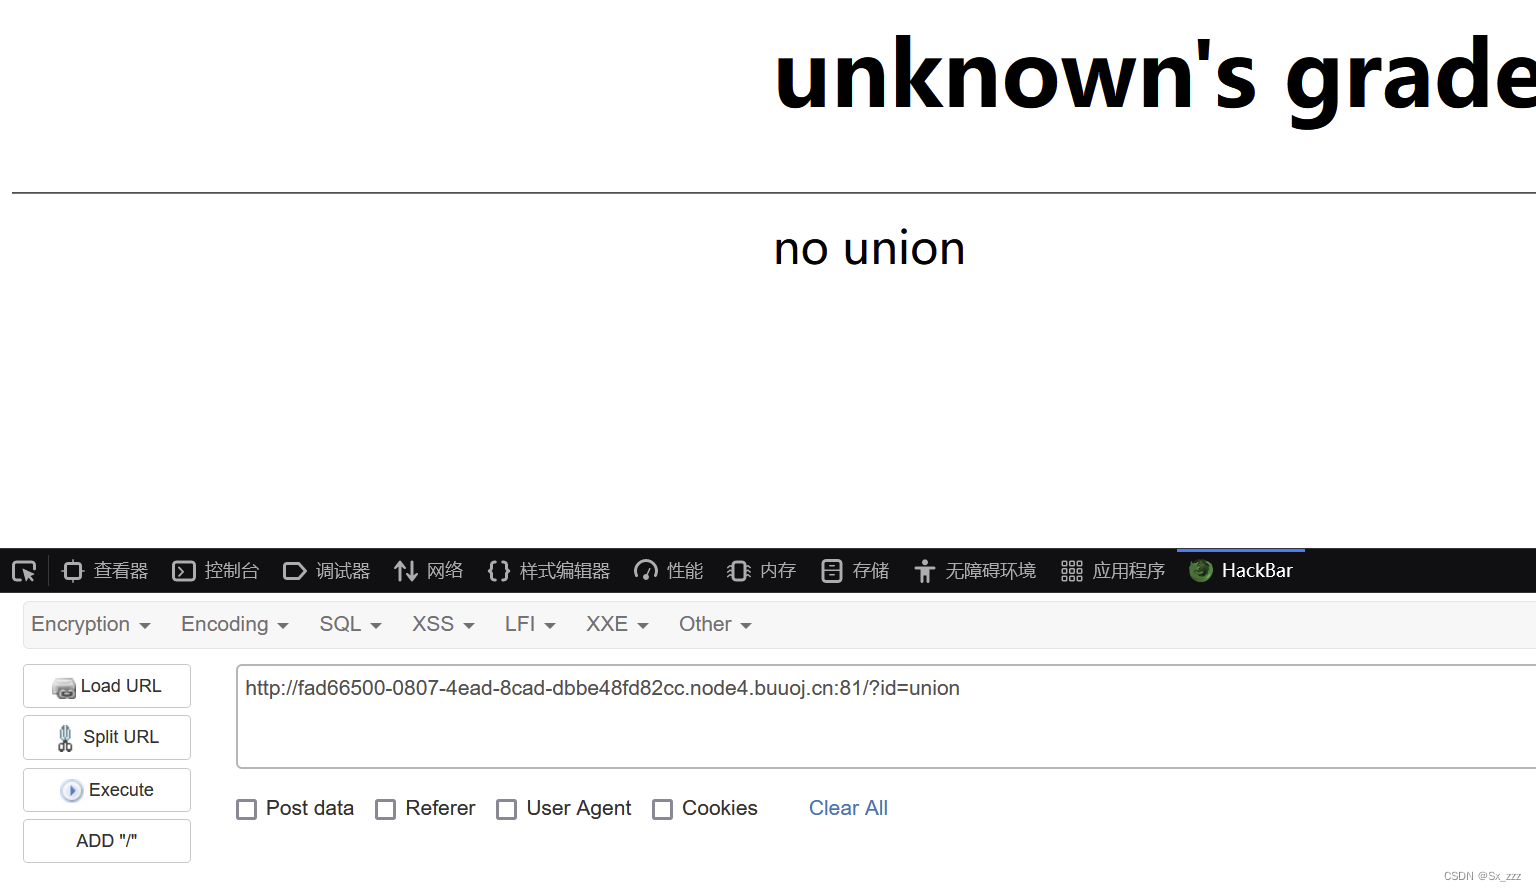 unknown's grade
no union
查看器 控制台 调试器 网络 样式编辑器 性能 内存 存储 无障碍环境 应用程序 HackBar
Encryption Encoding SQL XSS LFI XXE Other
Load URL
http://fad66500-0807-4ead-8cad-dbbe48fd82cc.node4.buuoj.cn:81/?id=union
Split URL
Execute
Post data Referer User Agent Cookies Clear All
ADD "/"
CSDN @Sx_zzz